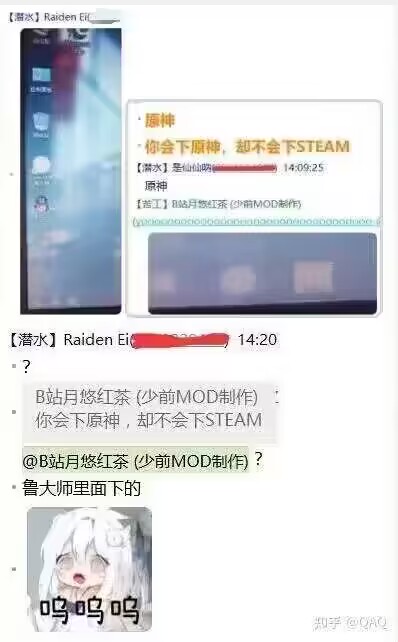 【潜水】Raiden Ei(
原神
你会下原神，却不会下STEAM
【潜水】是仙仙呐 14:09:25
原神
【苦工】B站月悠红茶 (少前MOD制作)
【潜水】Raiden Ei( 14:20
?
B站月悠红茶 (少前MOD制作)
你会下原神，却不会下STEAM
@B站月悠红茶 (少前MOD制作) ?
鲁大师里面下的
呜呜呜
知乎 @QAQ